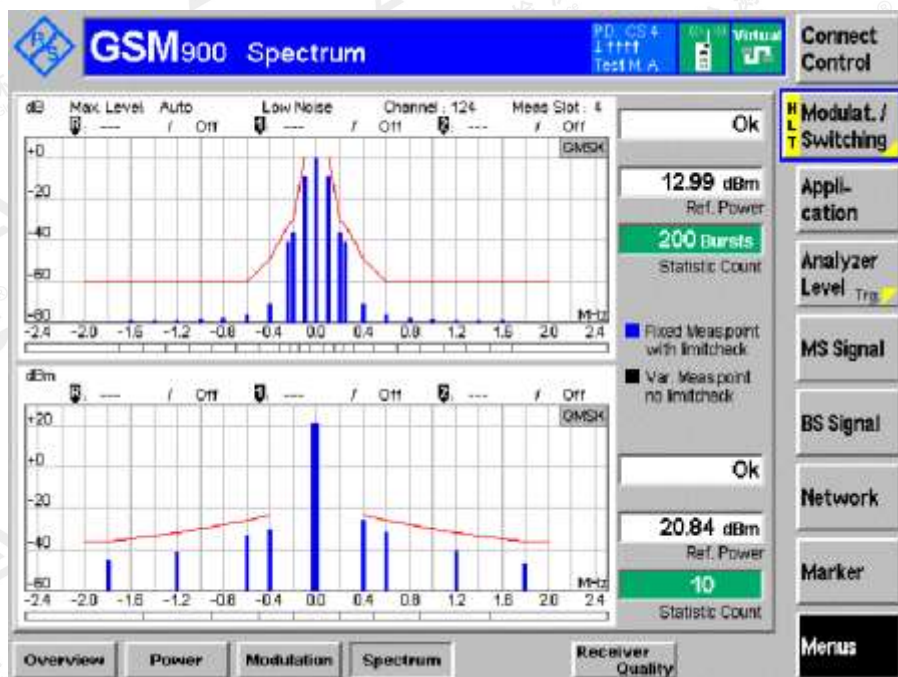 GSM900 Spectrum
PD: CS4
Test M. A
Virtual
Connect Control
dB Max. Level Auto Low Noise Channel : 124 Meas Slot : 4
--- f Off --- f Off --- f Off
GMSK
+0
-20
-40
-60
-80
MHz
-2.4 -2.0 -1.6 -1.2 -0.8 -0.4 0.0 0.4 0.8 1.2 1.6 2.0 2.4
Ok
12.99 dBm
Ref. Power
200 Bursts
Statistic Count
Fixed Meas.point
with limitcheck
Var. Meas.point
no limitcheck
dBm
--- f Off --- f Off --- f Off
GMSK
+20
+0
-20
-40
-60
MHz
-2.4 -2.0 -1.6 -1.2 -0.8 -0.4 0.0 0.4 0.8 1.2 1.6 2.0 2.4
Ok
20.84 dBm
Ref. Power
10
Statistic Count
HLT
Modulat. /
Switching
Appli-
cation
Analyzer
Level Trg.
MS Signal
BS Signal
Network
Marker
Menus
Overview Power Modulation Spectrum Receiver Quality